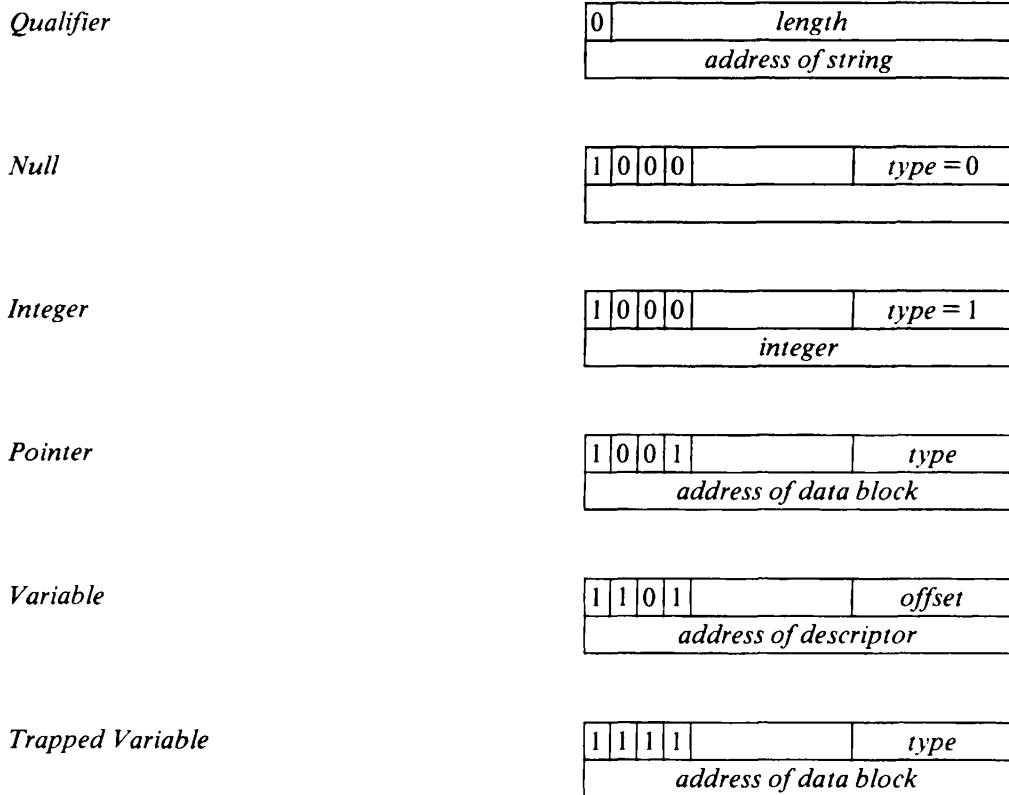 Qualifier
0 length
address of string
Null
1 0 0 0 type = 0
Integer
1 0 0 0 type = 1
integer
Pointer
1 0 0 1 type
address of data block
Variable
1 1 0 1 offset
address of descriptor
Trapped Variable
1 1 1 1 type
address of data block